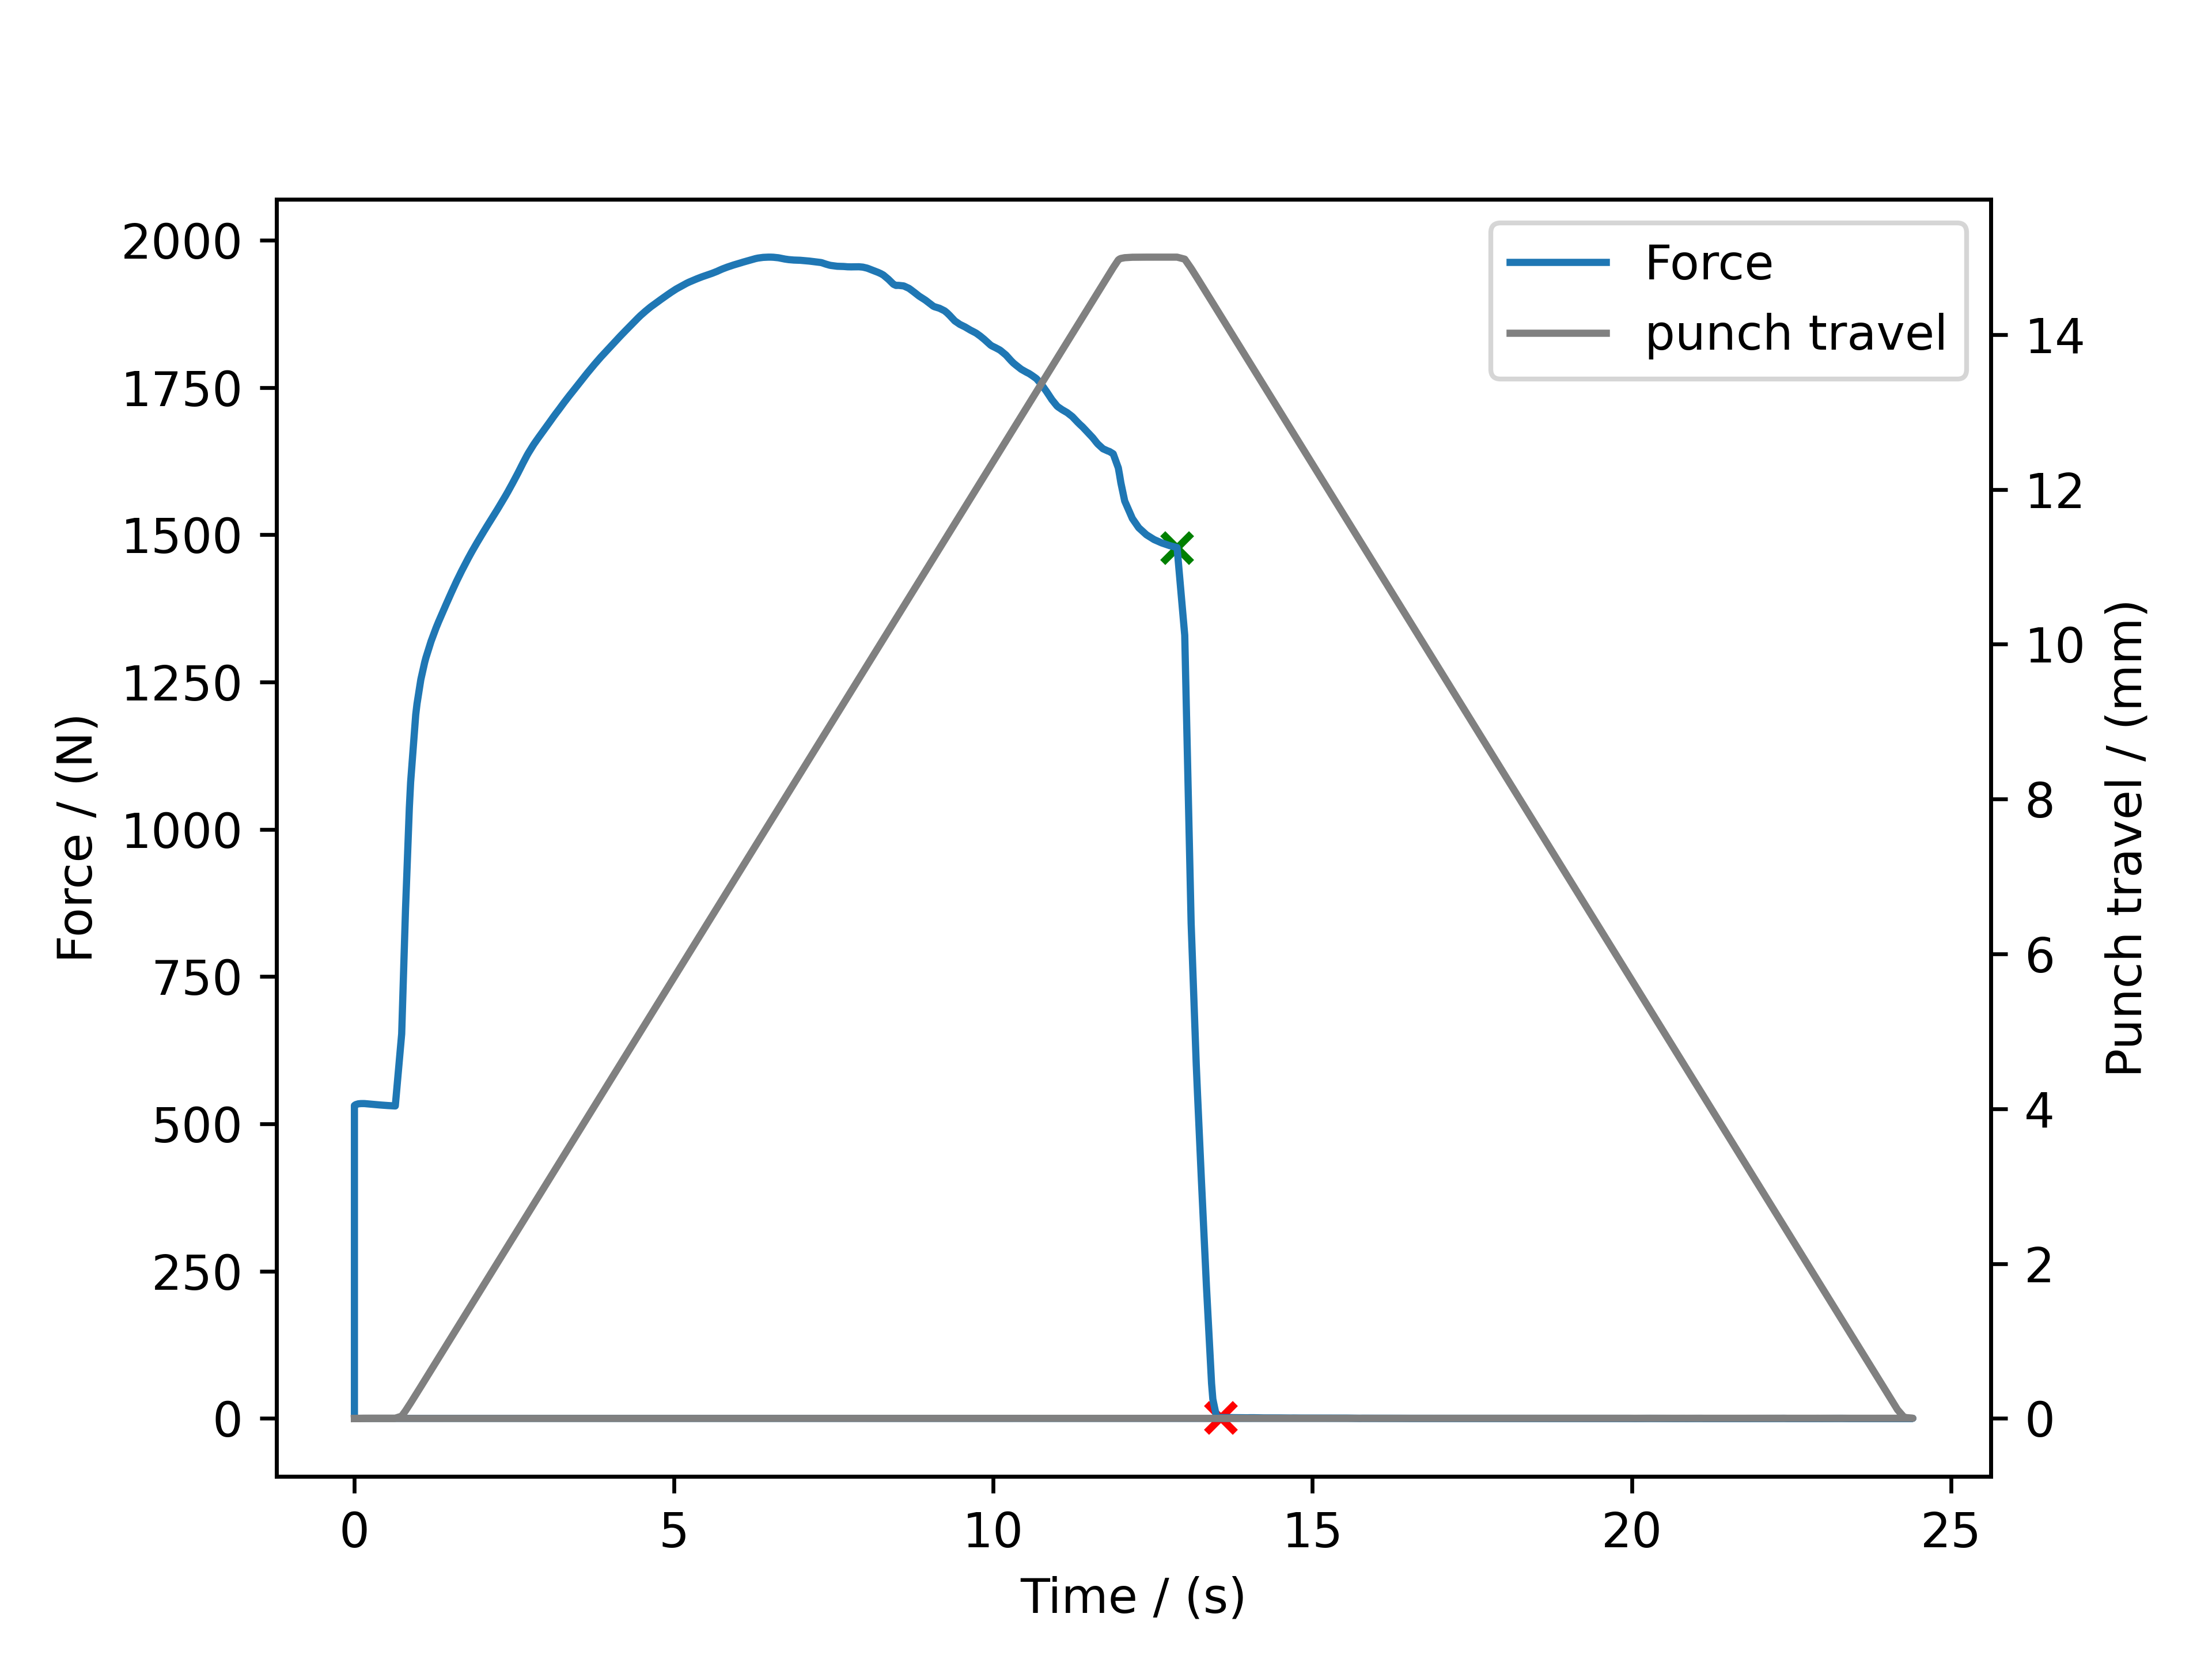 Force
punch travel
2000
1750
1500
1250
1000
750
500
250
0
Force / (N)
14
12
10
8
6
4
2
0
Punch travel / (mm)
0 5 10 15 20 25
Time / (s)